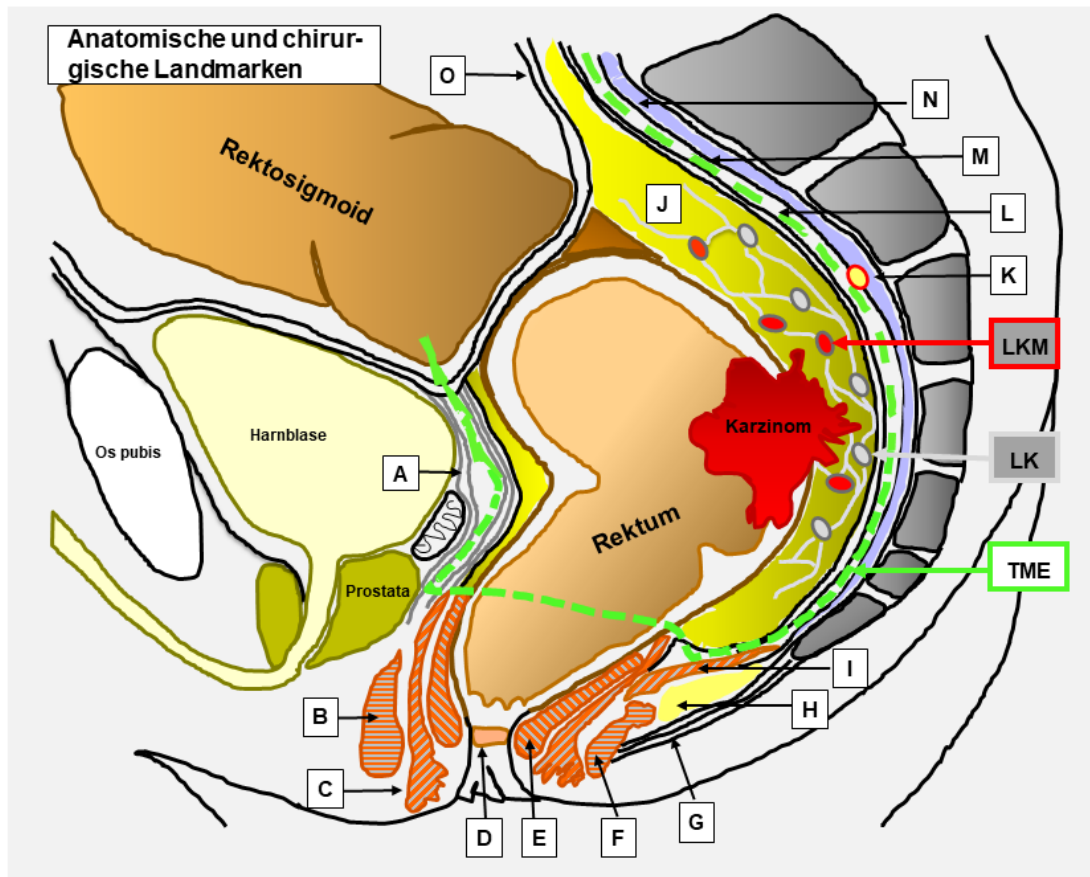 Anatomische und chirur-
gische Landmarken
O
N
Rektosigmoid
M
J
L
K
LKM
Harnblase
Karzinom
Os pubis
LK
A
Rektum
TME
Prostata
I
B
H
C
G
D
E
F